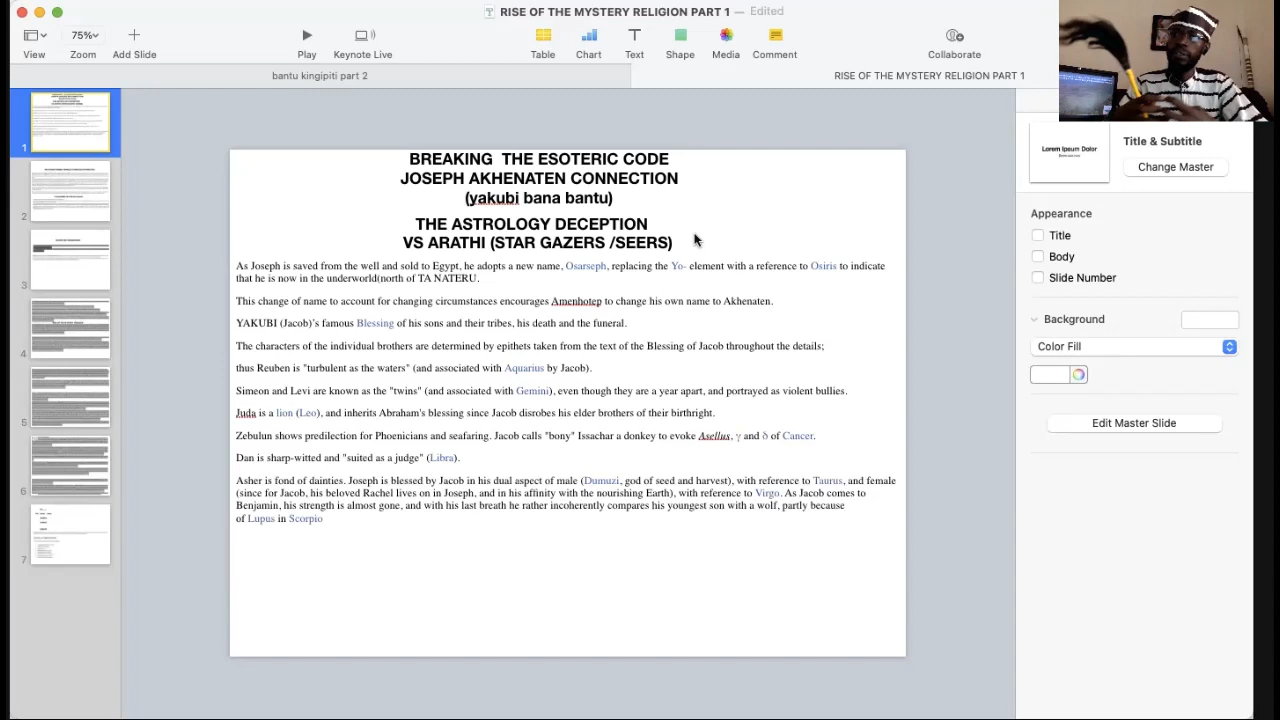 RISE OF THE MYSTERY RELIGION PART 1 — Edited
View
75%
Zoom
Add Slide
Play
Keynote Live
Table
Chart
Text
Shape
Media
Comment
Collaborate
bantu kingipiti part 2
RISE OF THE MYSTERY RELIGION PART 1
1
2
3
4
5
6
7
BREAKING THE ESOTERIC CODE
JOSEPH AKHENATEN CONNECTION
(yakubi bana bantu)
THE ASTROLOGY DECEPTION
VS ARATHI (STAR GAZERS /SEERS)
As Joseph is saved from the well and sold to Egypt, he adopts a new name, Osarseph, replacing the Yo- element with a reference to Osiris to indicate
that he is now in the underworld(north of TA NATERU.
This change of name to account for changing circumstances encourages Amenhotep to change his own name to Akhenaten.
YAKUBI (Jacob)'s famous Blessing of his sons and their tribes, his death and the funeral.
The characters of the individual brothers are determined by epithets taken from the text of the Blessing of Jacob throughout the details;
thus Reuben is "turbulent as the waters" (and associated with Aquarius by Jacob).
Simeon and Levi are known as the "twins" (and associated with Gemini), even though they are a year apart, and portrayed as violent bullies.
Juda is a lion (Leo), and inherits Abraham's blessing since Jacob disrobes his elder brothers of their birthright.
Zebulun shows predilection for Phoenicians and seafaring. Jacob calls "bony" Issachar a donkey to evoke Asellus, γ and δ of Cancer.
Dan is sharp-witted and "suited as a judge" (Libra).
Asher is fond of dainties. Joseph is blessed by Jacob in his dual aspect of male (Dumuzi, god of seed and harvest), with reference to Taurus, and female
(since for Jacob, his beloved Rachel lives on in Joseph, and in his affinity with the nourishing Earth), with reference to Virgo. As Jacob comes to
Benjamin, his strength is almost gone, and with his last breath he rather incoherently compares his youngest son with a wolf, partly because
of Lupus in Scorpio
Lorem Ipsum Dolor
Title & Subtitle
Change Master
Appearance
Title
Body
Slide Number
Background
Color Fill
Edit Master Slide